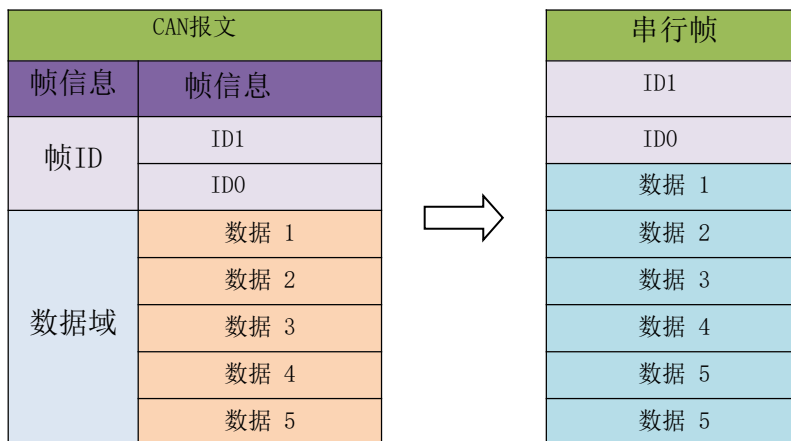 CAN报文
帧信息 帧信息
帧ID
ID1
ID0
数据域
数据 1
数据 2
数据 3
数据 4
数据 5
串行帧
ID1
ID0
数据 1
数据 2
数据 3
数据 4
数据 5
数据 5